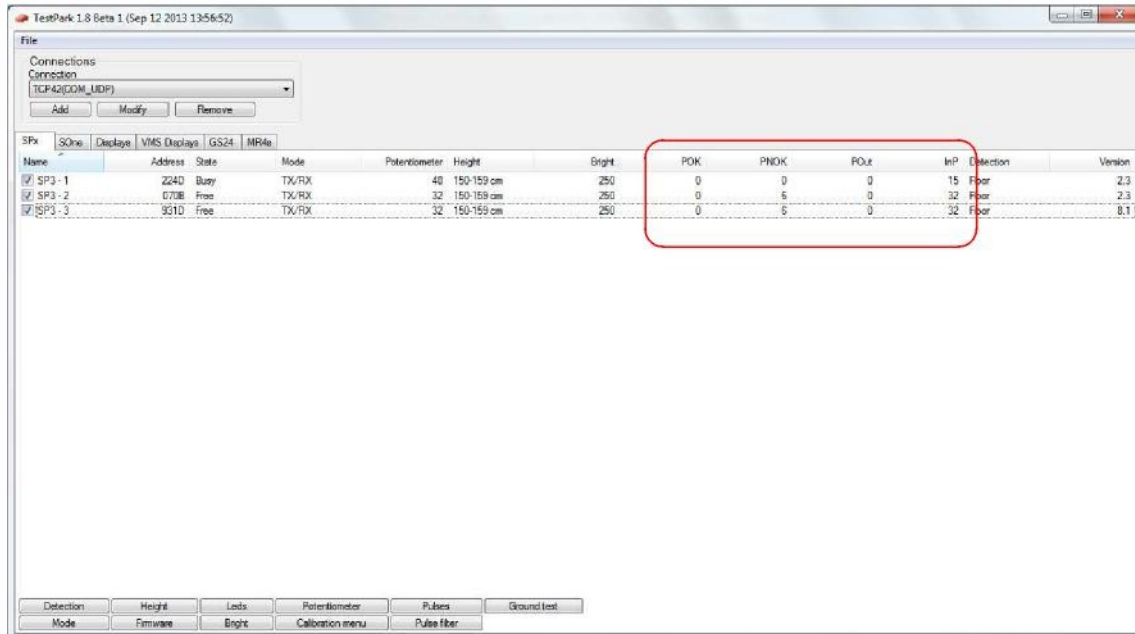 TestPark 1.8 Beta 1 (Sep 12 2013 13:56:52)
File
Connections
Connection
TCP42(COM_UDP)
Add Modify Remove
SPx SOne Displays VMS Displays GS24 MR4a
Name Address State Mode Potentiometer Height Bright POK PNOK POut InP Detection Version
SP3 - 1 224D Busy TX/RX 40 150-159 cm 250 0 0 0 15 Floor 2.3
SP3 - 2 070B Free TX/RX 32 150-159 cm 250 0 6 0 32 Floor 2.3
SP3 - 3 931D Free TX/RX 32 150-159 cm 250 0 6 0 32 Floor 8.1
Detection Height Leds Potentiometer Pulses Ground test
Mode Firmware Bright Calibration menu Pulse filter